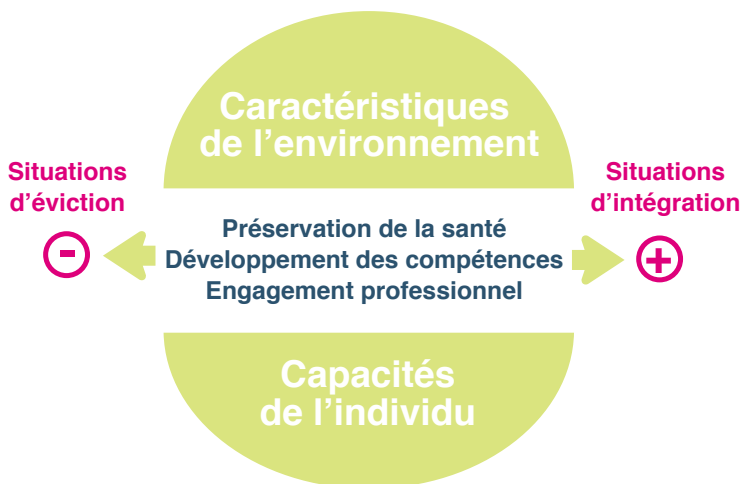 Caractéristiques
de l’environnement
Situations
d’éviction
-
Préservation de la santé
Développement des compétences
Engagement professionnel
Situations
d’intégration
+
Capacités
de l’individu